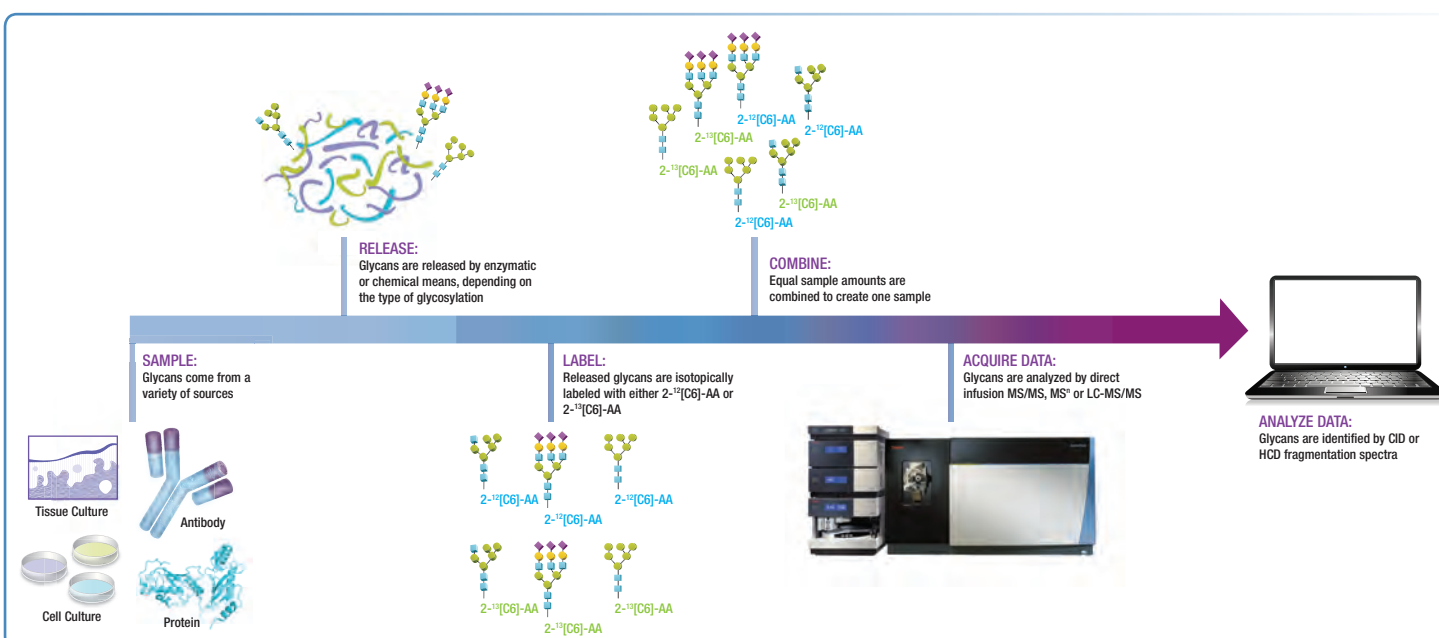 2-¹²[C6]-AA
2-¹²[C6]-AA
2-¹³[C6]-AA
2-¹³[C6]-AA
2-¹³[C6]-AA
2-¹²[C6]-AA
RELEASE:
Glycans are released by enzymatic
or chemical means, depending on
the type of glycosylation
COMBINE:
Equal sample amounts are
combined to create one sample
SAMPLE:
Glycans come from a
variety of sources
Tissue Culture
Antibody
Cell Culture
Protein
LABEL:
Released glycans are isotopically
labeled with either 2-¹²[C6]-AA or
2-¹³[C6]-AA
2-¹²[C6]-AA
2-¹²[C6]-AA
2-¹²[C6]-AA
2-¹³[C6]-AA
2-¹³[C6]-AA
2-¹³[C6]-AA
ACQUIRE DATA:
Glycans are analyzed by direct
infusion MS/MS, MSⁿ or LC-MS/MS
ANALYZE DATA:
Glycans are identified by CID or
HCD fragmentation spectra